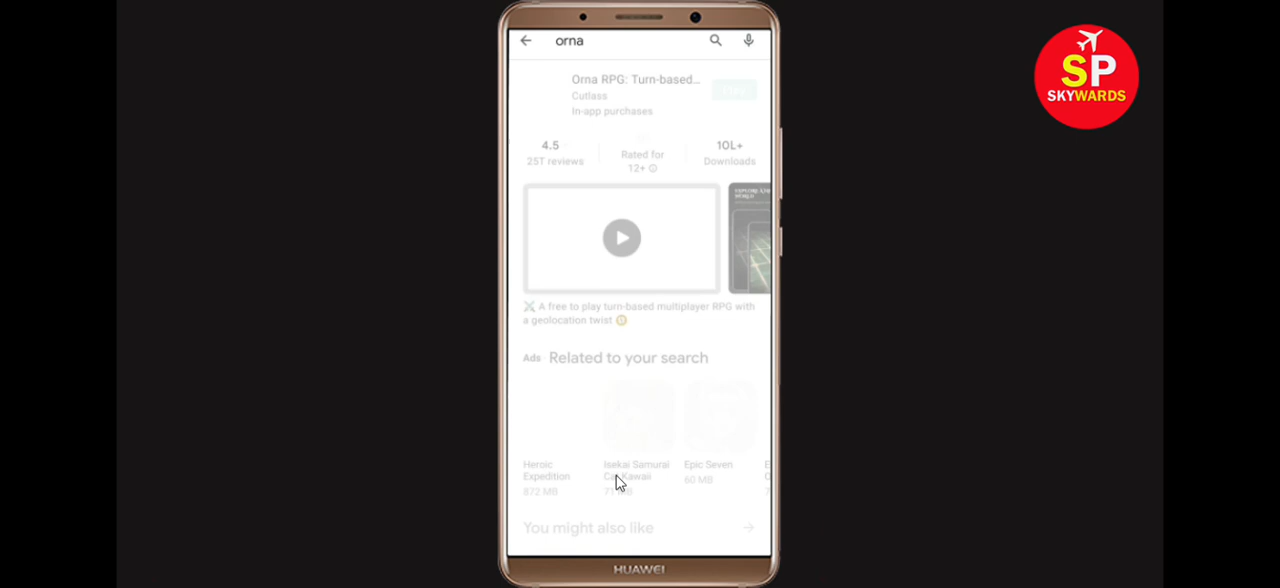 orna
SP
SKYWARDS
Orna RPG: Turn-based...
Cutlass
In-app purchases
4.5
25T reviews
Rated for
12+
10L+
Downloads
⚔️ A free to play turn-based multiplayer RPG with
a geolocation twist
Ads Related to your search
Heroic
Expedition
872 MB
Isekai Samurai
Kawaii
Epic Seven
60 MB
You might also like
HUAWEI